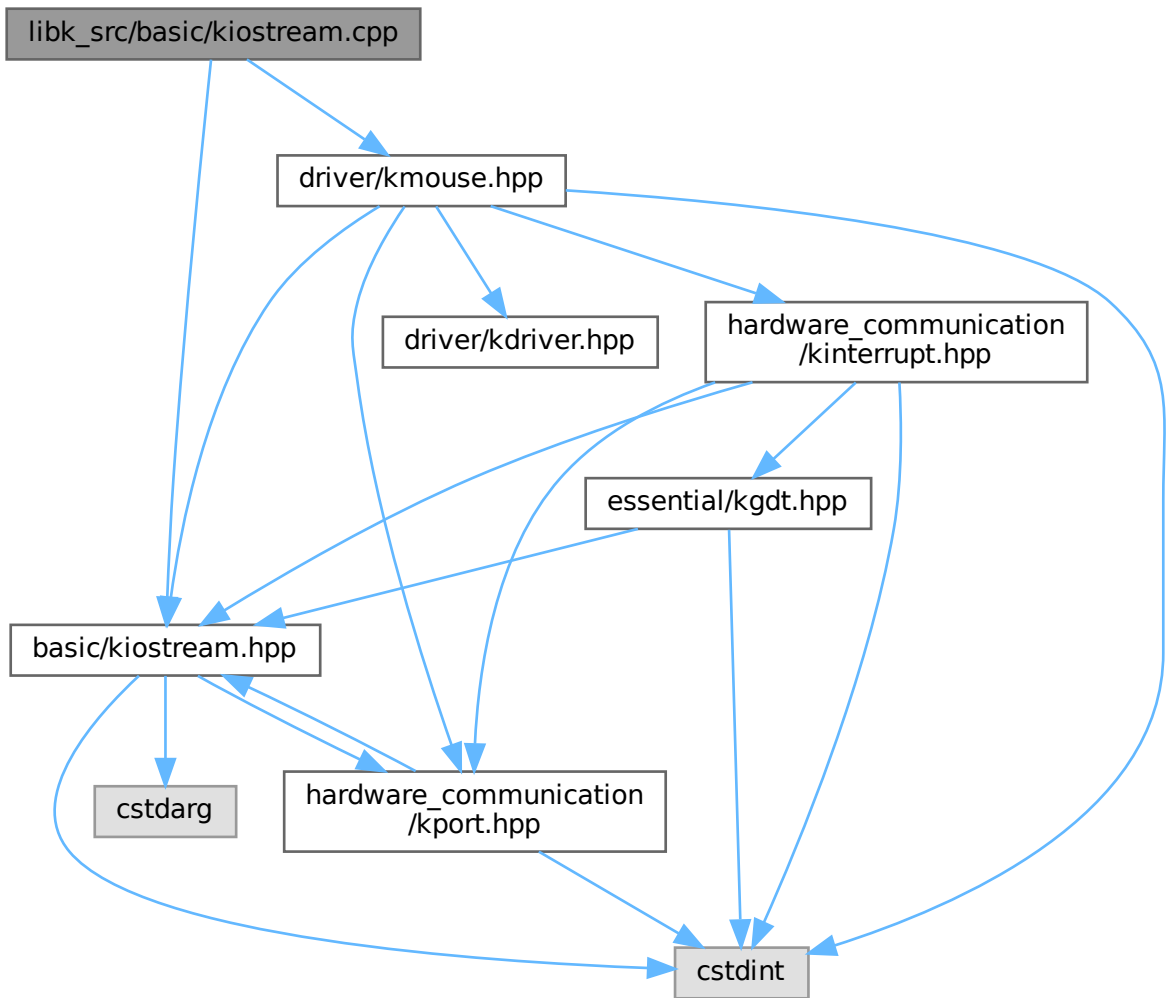 libk_src/basic/kiostream.cpp
driver/kmouse.hpp
driver/kdriver.hpp
hardware_communication
/kinterrupt.hpp
essential/kgdt.hpp
basic/kiostream.hpp
cstdarg
hardware_communication
/kport.hpp
cstdint